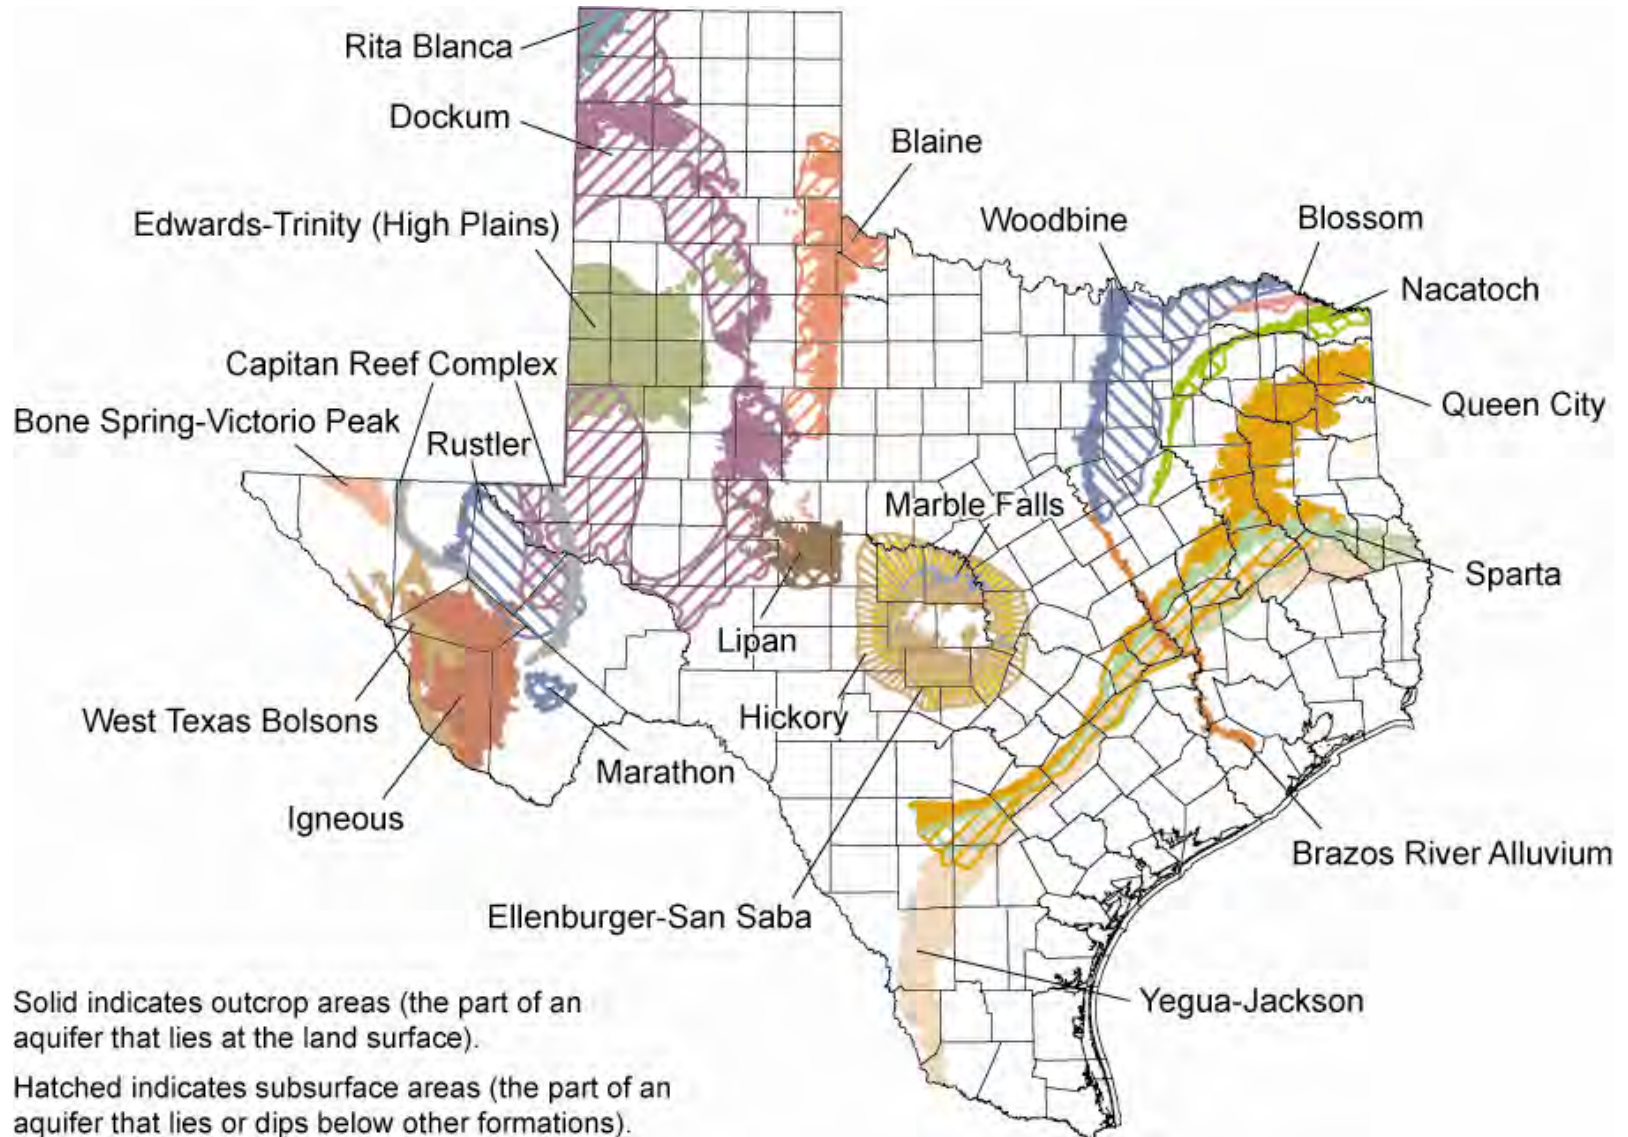 Rita Blanca
Dockum
Blaine
Edwards-Trinity (High Plains)
Woodbine
Blossom
Nacatoch
Capitan Reef Complex
Queen City
Bone Spring-Victorio Peak
Rustler
Marble Falls
Sparta
Lipan
Hickory
West Texas Bolsons
Marathon
Igneous
Brazos River Alluvium
Ellenburger-San Saba
Yegua-Jackson
Solid indicates outcrop areas (the part of an
aquifer that lies at the land surface).
Hatched indicates subsurface areas (the part of an
aquifer that lies or dips below other formations).